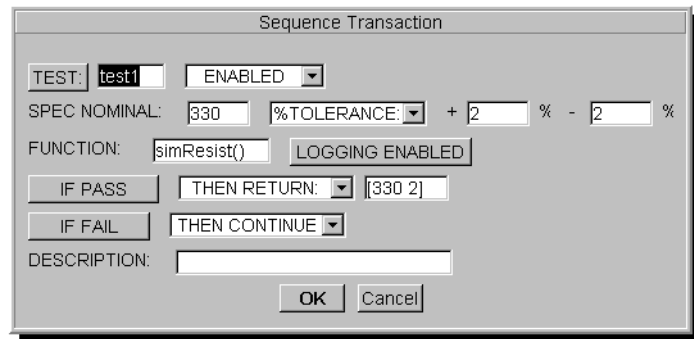 Sequence Transaction
TEST: test1 ENABLED
SPEC NOMINAL: 330 %TOLERANCE: + 2 % - 2 %
FUNCTION: simResist() LOGGING ENABLED
IF PASS THEN RETURN: [330 2]
IF FAIL THEN CONTINUE
DESCRIPTION:
OK Cancel